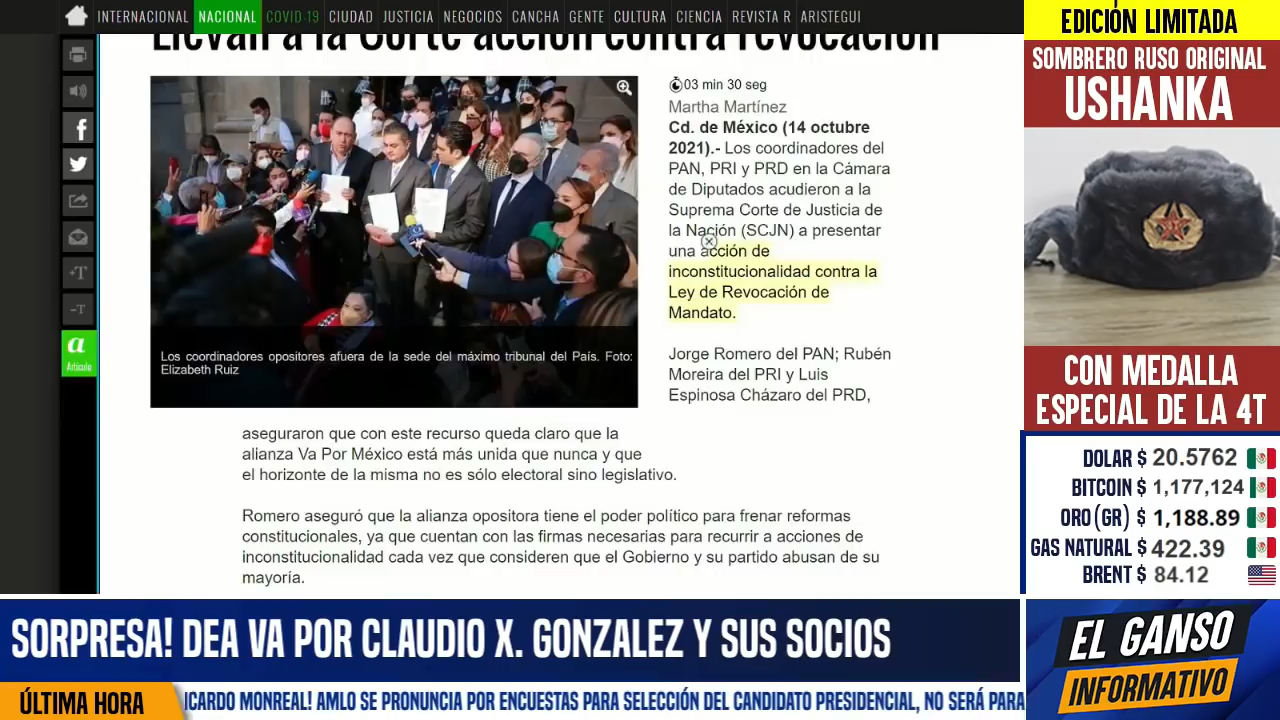 INTERNACIONAL NACIONAL COVID-19 CIUDAD JUSTICIA NEGOCIOS CANCHA GENTE CULTURA CIENCIA REVISTA R ARISTEGUI
Llevan a la Corte acción contra revocación
03 min 30 seg
Martha Martínez
Cd. de México (14 octubre
2021).- Los coordinadores del
PAN, PRI y PRD en la Cámara
de Diputados acudieron a la
Suprema Corte de Justicia de
la Nación (SCJN) a presentar
una acción de
inconstitucionalidad contra la
Ley de Revocación de
Mandato.
Jorge Romero del PAN; Rubén
Moreira del PRI y Luis
Espinosa Cházaro del PRD,
+T
-T
a
Artículo
Los coordinadores opositores afuera de la sede del máximo tribunal del País. Foto:
Elizabeth Ruiz
aseguraron que con este recurso queda claro que la
alianza Va Por México está más unida que nunca y que
el horizonte de la misma no es sólo electoral sino legislativo.
Romero aseguró que la alianza opositora tiene el poder político para frenar reformas
constitucionales, ya que cuentan con las firmas necesarias para recurrir a acciones de
inconstitucionalidad cada vez que consideren que el Gobierno y su partido abusan de su
mayoría.
EDICIÓN LIMITADA
SOMBRERO RUSO ORIGINAL
USHANKA
CON MEDALLA
ESPECIAL DE LA 4T
DOLAR $ 20.5762
BITCOIN $ 1,177,124
ORO(GR) $ 1,188.89
GAS NATURAL $ 422.39
BRENT $ 84.12
SORPRESA! DEA VA POR CLAUDIO X. GONZALEZ Y SUS SOCIOS
EL GANSO
INFORMATIVO
ÚLTIMA HORA
ICARDO MONREAL! AMLO SE PRONUNCIA POR ENCUESTAS PARA SELECCIÓN DEL CANDIDATO PRESIDENCIAL, NO SERÁ PARA